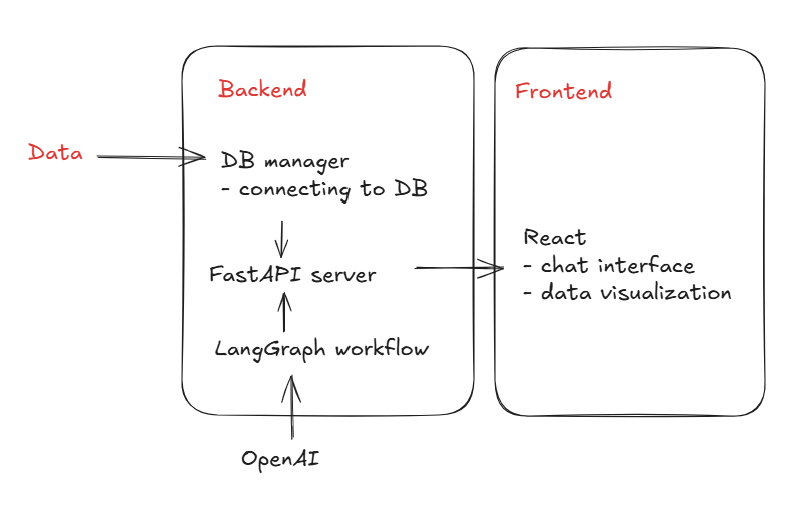 Backend
Frontend
Data
DB manager
- connecting to DB
React
- chat interface
- data visualization
FastAPI server
LangGraph workflow
OpenAI